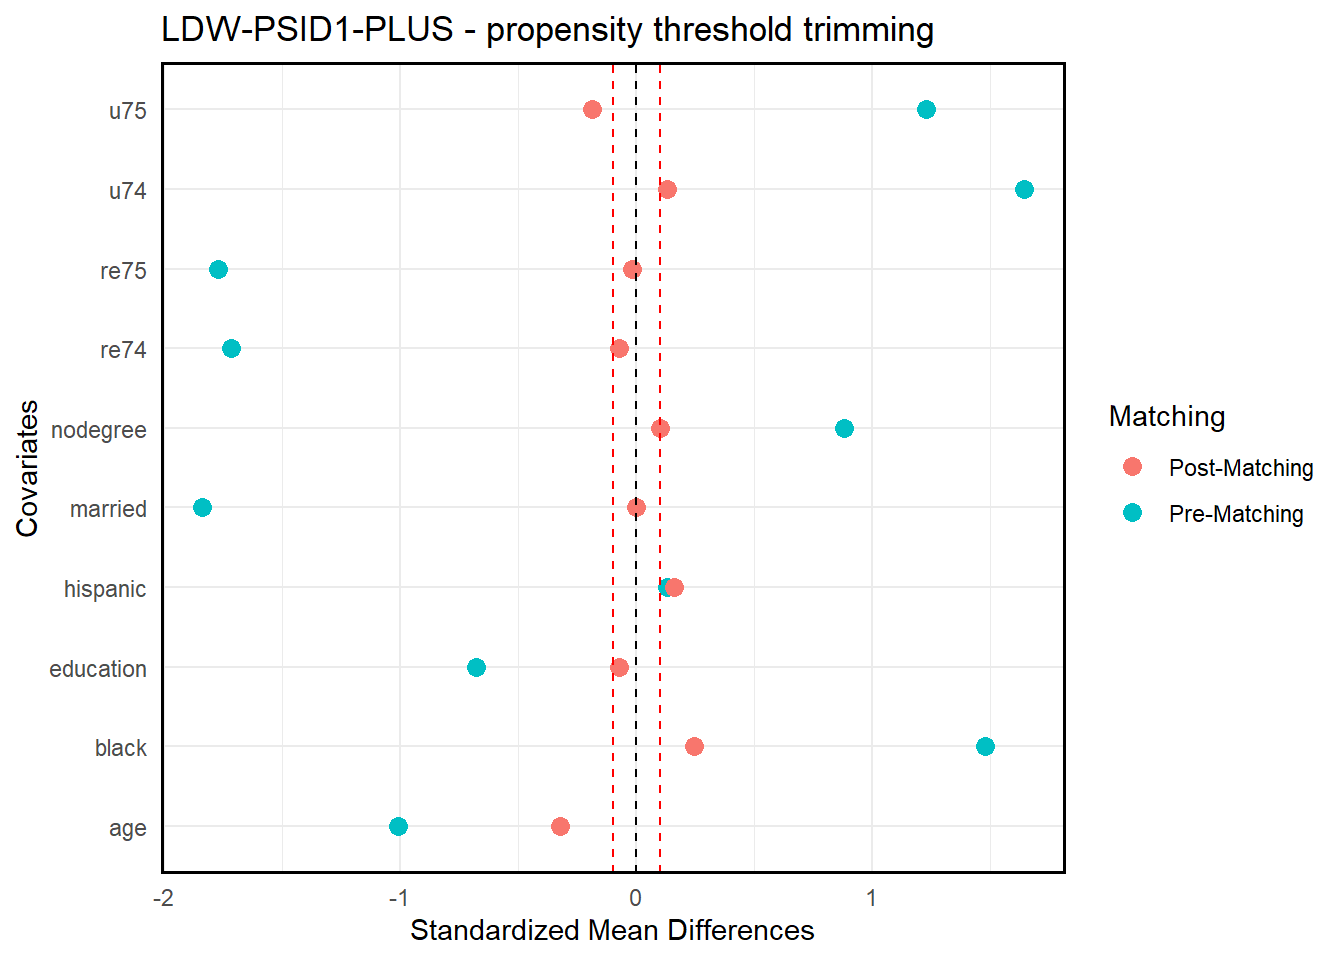 LDW-PSID1-PLUS - propensity threshold trimming
u75
u74
re75
re74
nodegree
married
hispanic
education
black
age
Covariates
-2
-1
0
1
Standardized Mean Differences
Matching
Post-Matching
Pre-Matching